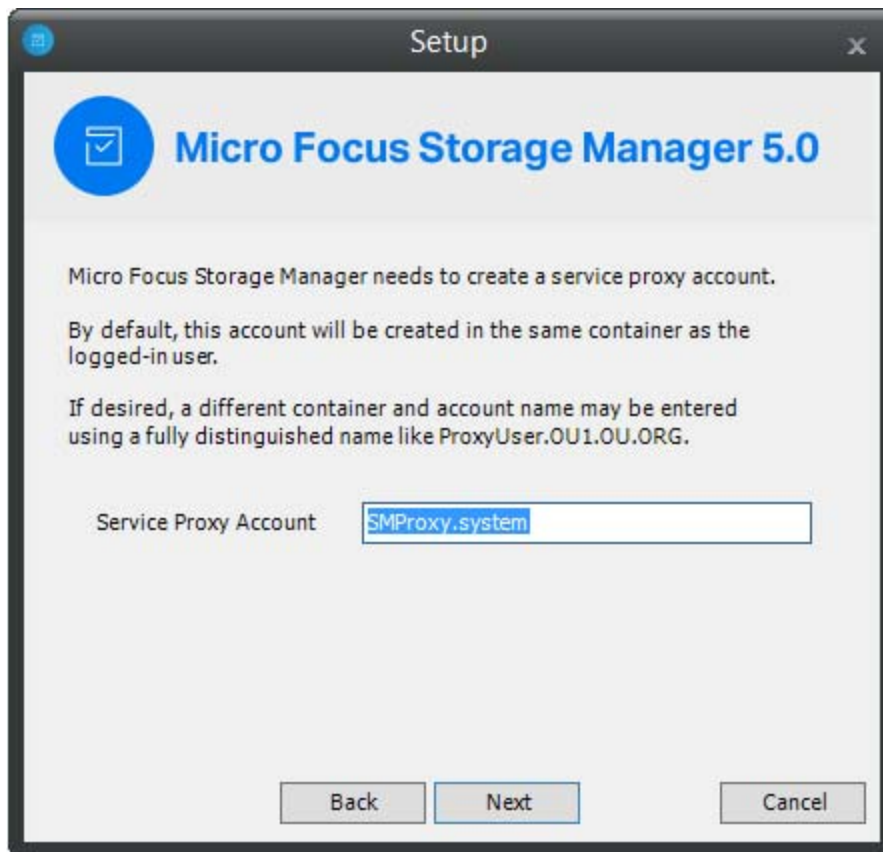 Setup
x
Micro Focus Storage Manager 5.0
Micro Focus Storage Manager needs to create a service proxy account.
By default, this account will be created in the same container as the
logged-in user.
If desired, a different container and account name may be entered
using a fully distinguished name like ProxyUser.OU1.OU.ORG.
Service Proxy Account SMProxy.system
Back Next Cancel